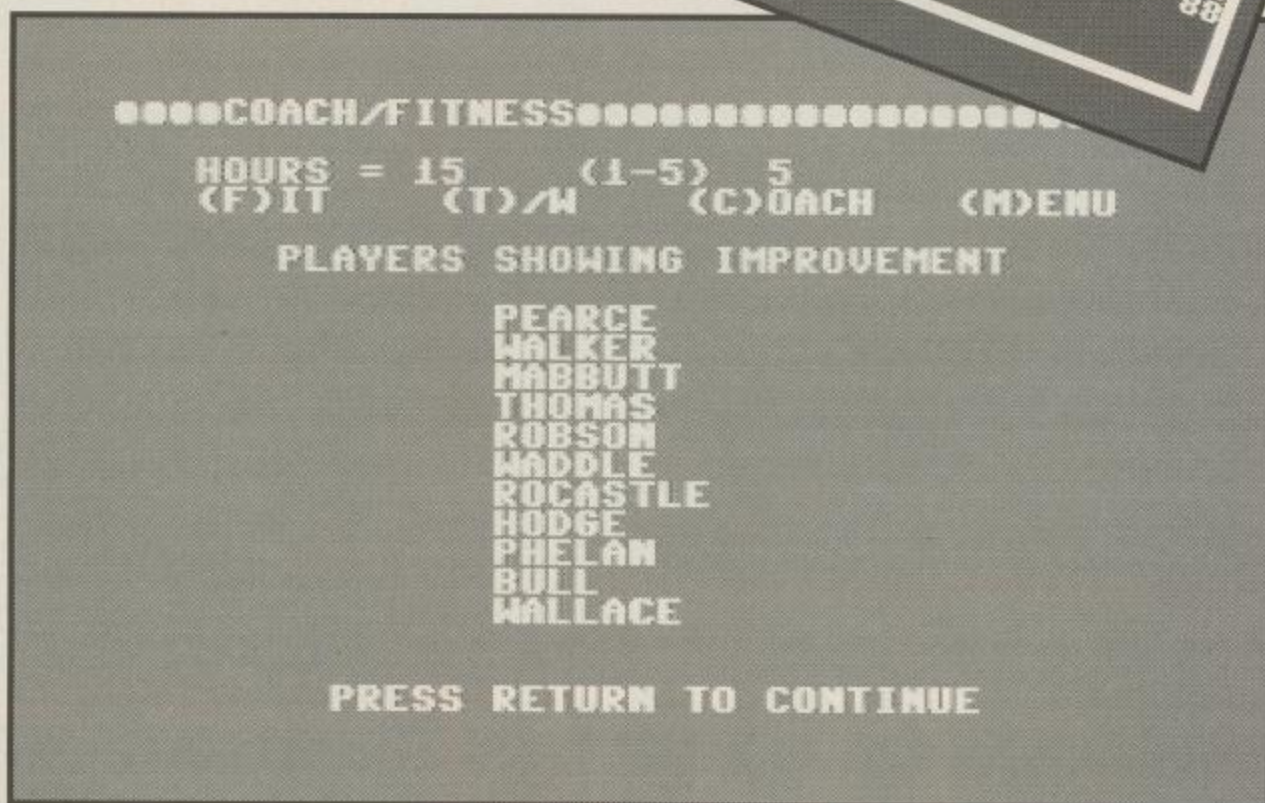 88
COACH/FITNESS
HOURS = 15 (1-5) 5
(F)IT (T)/W (C)OACH (M)ENU
PLAYERS SHOWING IMPROVEMENT
PEARCE
WALKER
MABBUTT
THOMAS
ROBSON
WADDLE
ROCASTLE
HODGE
PHELAN
BULL
WALLACE
PRESS RETURN TO CONTINUE